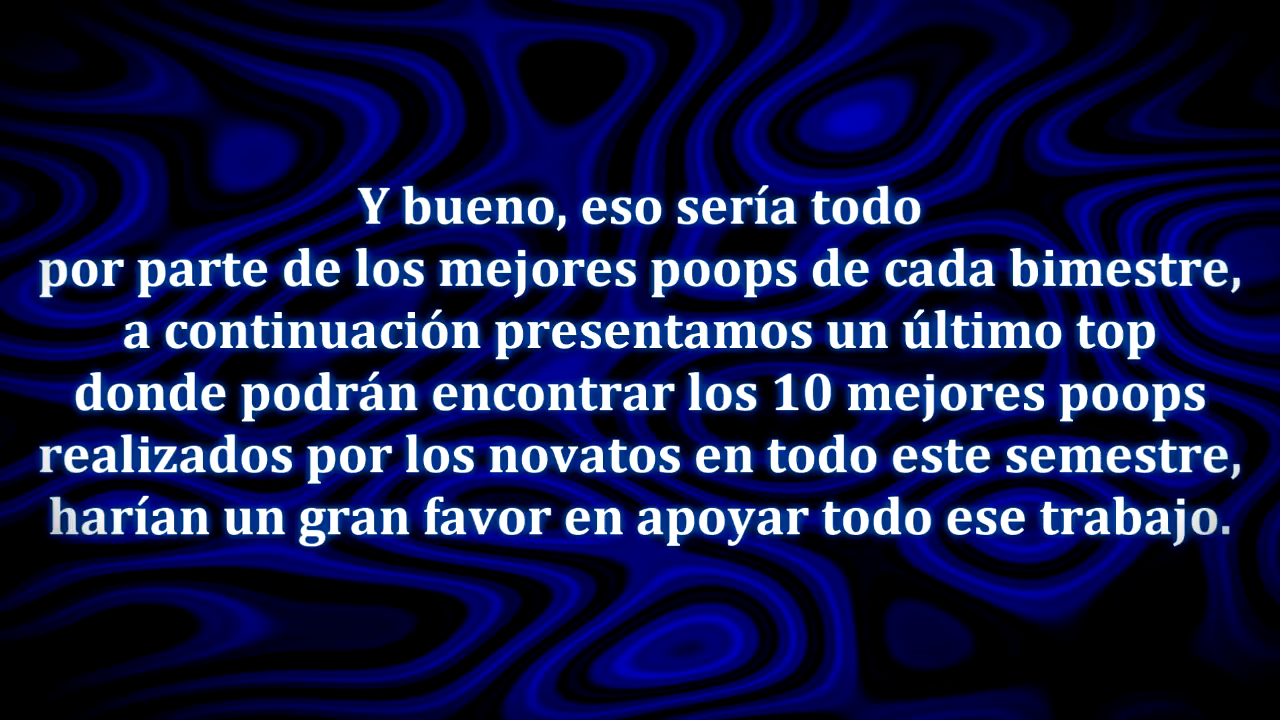 Y bueno, eso sería todo
por parte de los mejores poops de cada bimestre,
a continuación presentamos un último top
donde podrán encontrar los 10 mejores poops
realizados por los novatos en todo este semestre,
harían un gran favor en apoyar todo ese trabajo.